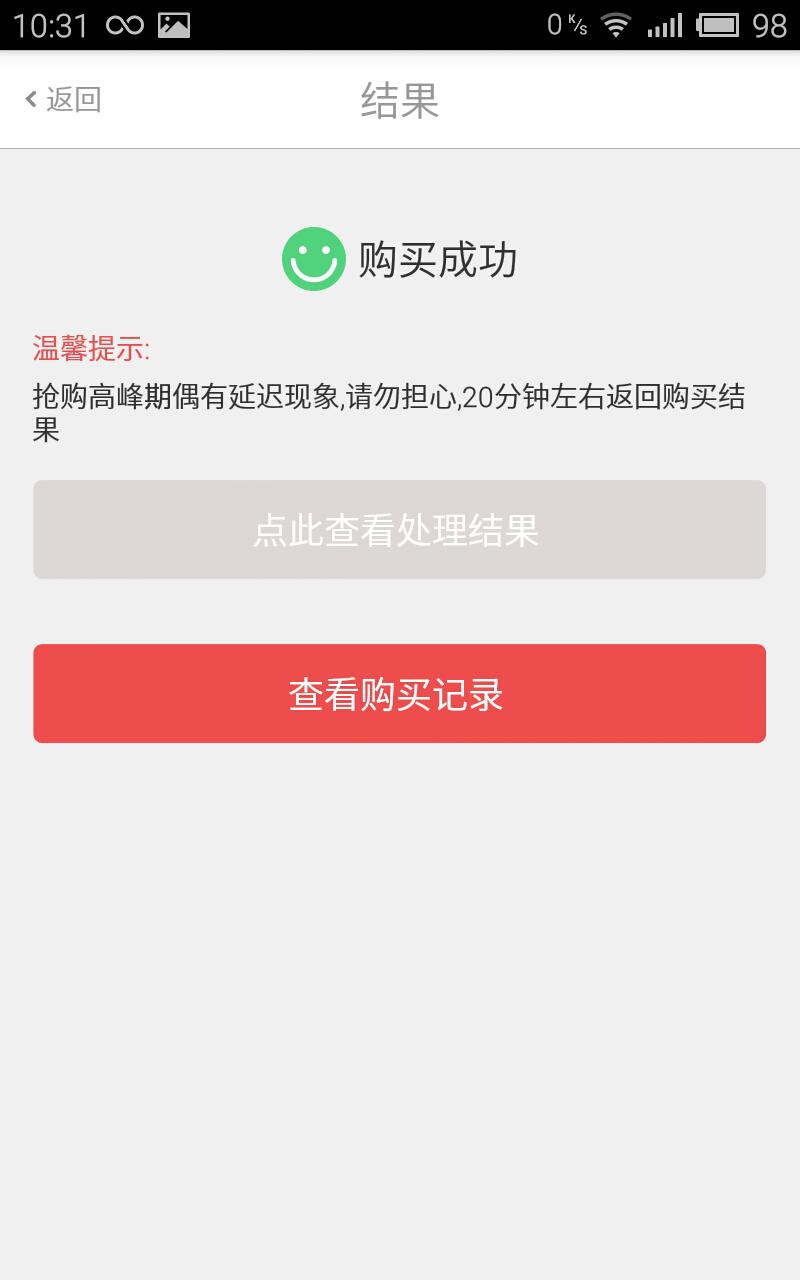 10:31 0 K/s 98
返回 结果
购买成功
温馨提示:
抢购高峰期偶有延迟现象,请勿担心,20分钟左右返回购买结
果
点此查看处理结果
查看购买记录